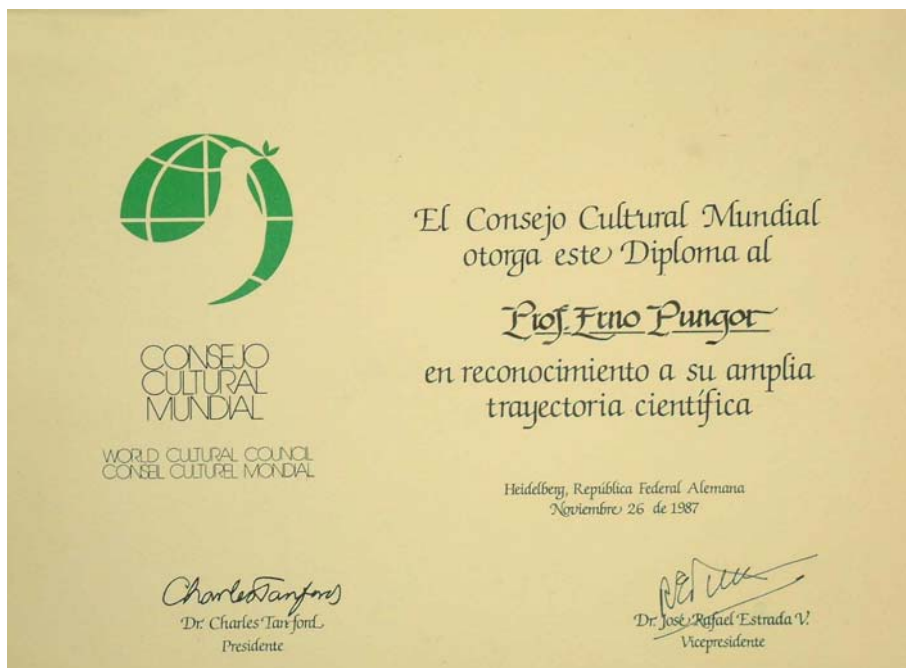 El Consejo Cultural Mundial
otorga este Diploma al
Prof. Erno Pungor
en reconocimiento a su amplia
trayectoria científica
CONSEJO
CULTURAL
MUNDIAL
WORLD CULTURAL COUNCIL
CONSEIL CULTUREL MONDIAL
Heidelberg, República Federal Alemana
Noviembre 26 de 1987
Charles Tanford
Dr. Charles Tanford
Presidente
Dr. José Rafael Estrada V.
Vicepresidente